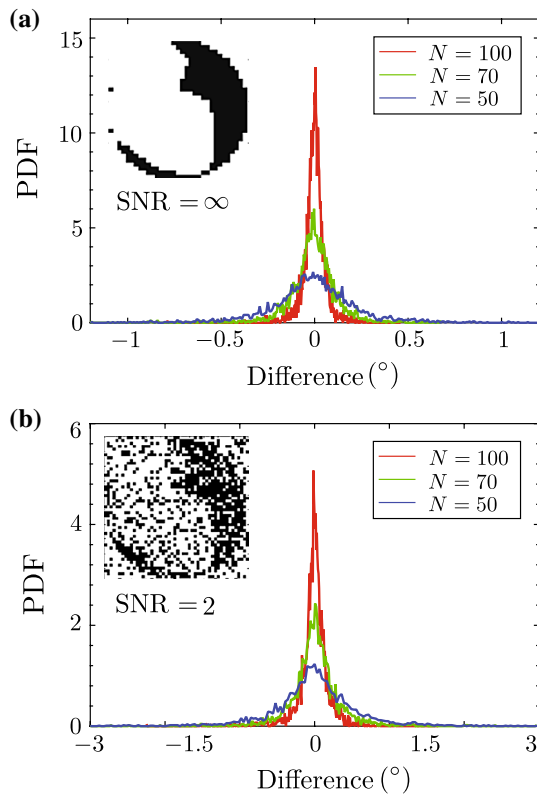 (a)
15
10
5
0
PDF
SNR = ∞
N = 100
N = 70
N = 50
−1 −0.5 0 0.5 1
Difference (°)
(b)
6
4
2
0
PDF
SNR = 2
N = 100
N = 70
N = 50
−3 −1.5 0 1.5 3
Difference (°)